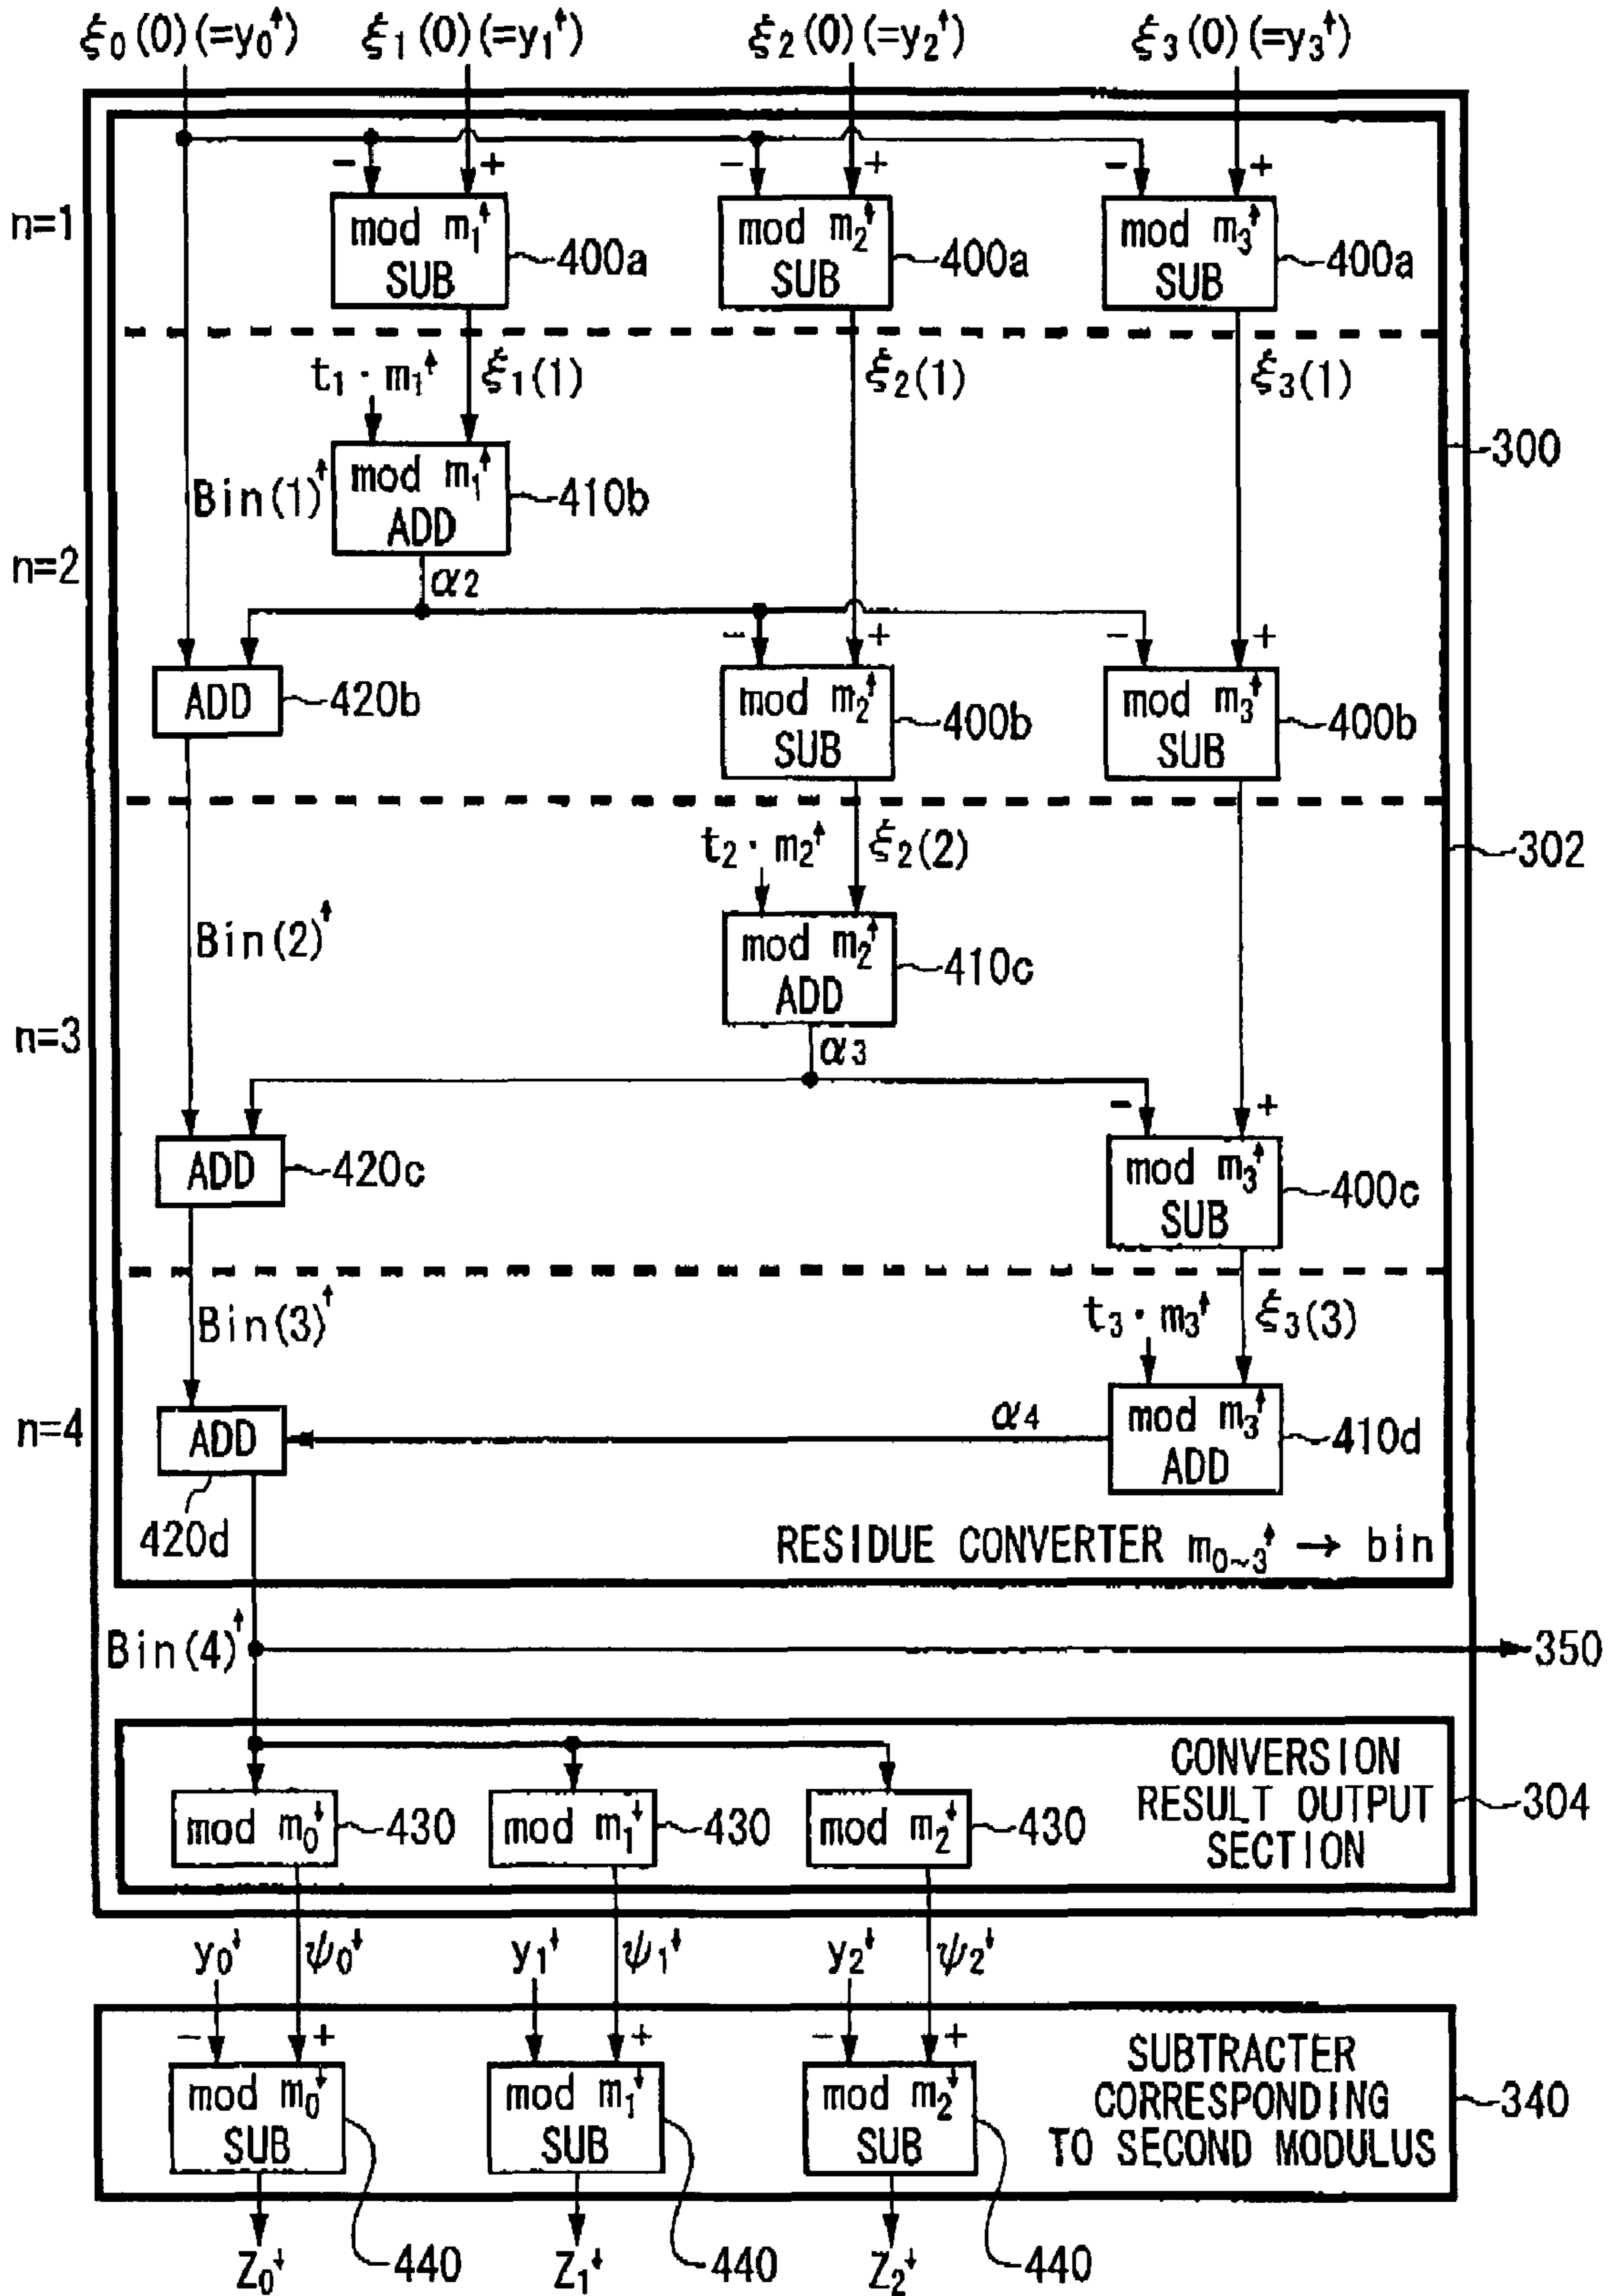 ξ0(0)(=y0↑) ξ1(0)(=y1↑) ξ2(0)(=y2↑) ξ3(0)(=y3↑)
- + - + - +
n=1
mod m1↑ SUB 400a
mod m2↑ SUB 400a
mod m3↑ SUB 400a
t1·m1↑ ξ1(1) ξ2(1) ξ3(1)
300
Bin(1)↑
mod m1↑ ADD 410b
n=2
α2
- + - +
ADD 420b
mod m2↑ SUB 400b
mod m3↑ SUB 400b
t2·m2↑ ξ2(2)
302
Bin(2)↑
mod m2↑ ADD 410c
n=3
α3
- +
ADD 420c
mod m3↑ SUB 400c
Bin(3)↑
t3·m3↑ ξ3(3)
n=4
ADD
420d
α4
mod m3↑ ADD 410d
RESIDUE CONVERTER m0~3↑ → bin
Bin(4)↑
350
mod m0↓ 430
mod m1↓ 430
mod m2↓ 430
CONVERSION
RESULT OUTPUT
SECTION
304
y0↓ ψ0↓ y1↓ ψ1↓ y2↓ ψ2↓
- + - + - +
mod m0↓ SUB 440
mod m1↓ SUB 440
mod m2↓ SUB 440
SUBTRACTER
CORRESPONDING
TO SECOND MODULUS
340
Z0↓ Z1↓ Z2↓